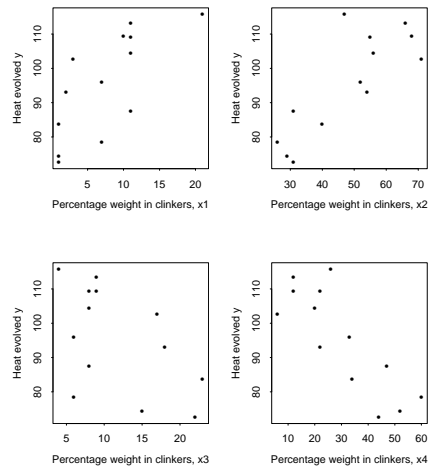 Heat evolved y
80 90 100 110
5 10 15 20
Percentage weight in clinkers, x1
Heat evolved y
80 90 100 110
30 40 50 60 70
Percentage weight in clinkers, x2
Heat evolved y
80 90 100 110
5 10 15 20
Percentage weight in clinkers, x3
Heat evolved y
80 90 100 110
10 20 30 40 50 60
Percentage weight in clinkers, x4